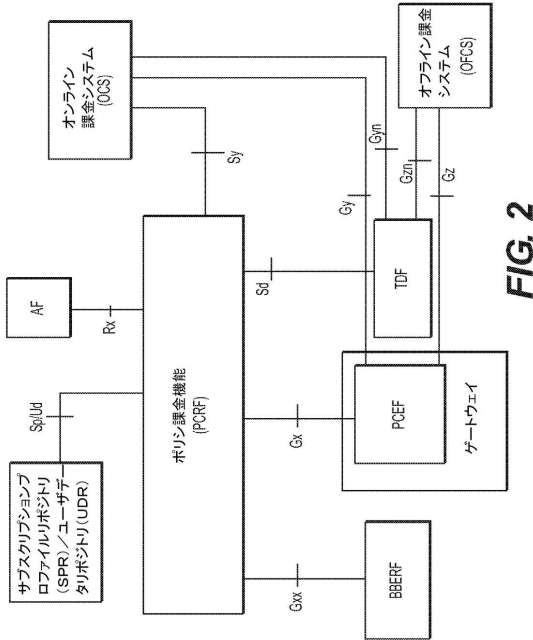 サブスクリプションプ
ロファイルリポジトリ
(SPR)／ユーザデー
タリポジトリ(UDR)
Sp/Ud
AF
Rx
オンライン
課金システム
(OCS)
Sy
ポリシ課金機能
(PCRF)
Gxx
Gx
Sd
Gy
Gyn
BBERF
PCEF
ゲートウェイ
TDF
Gzn
Gz
オフライン課金
システム
(OFCS)
FIG. 2